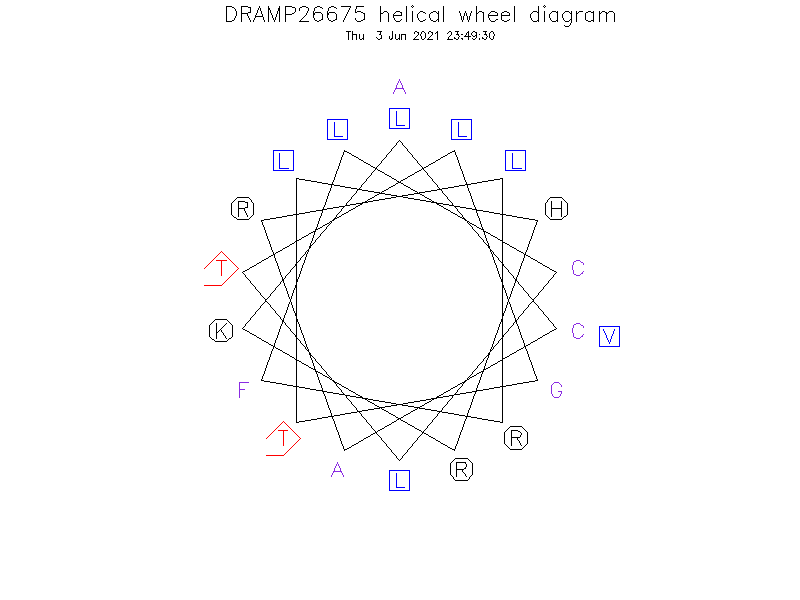 DRAMP26675 helical wheel diagram
Thu 3 Jun 2021 23:49:30
A
L
L L
L L
R H
T C
K C V
F G
T R
A R
L